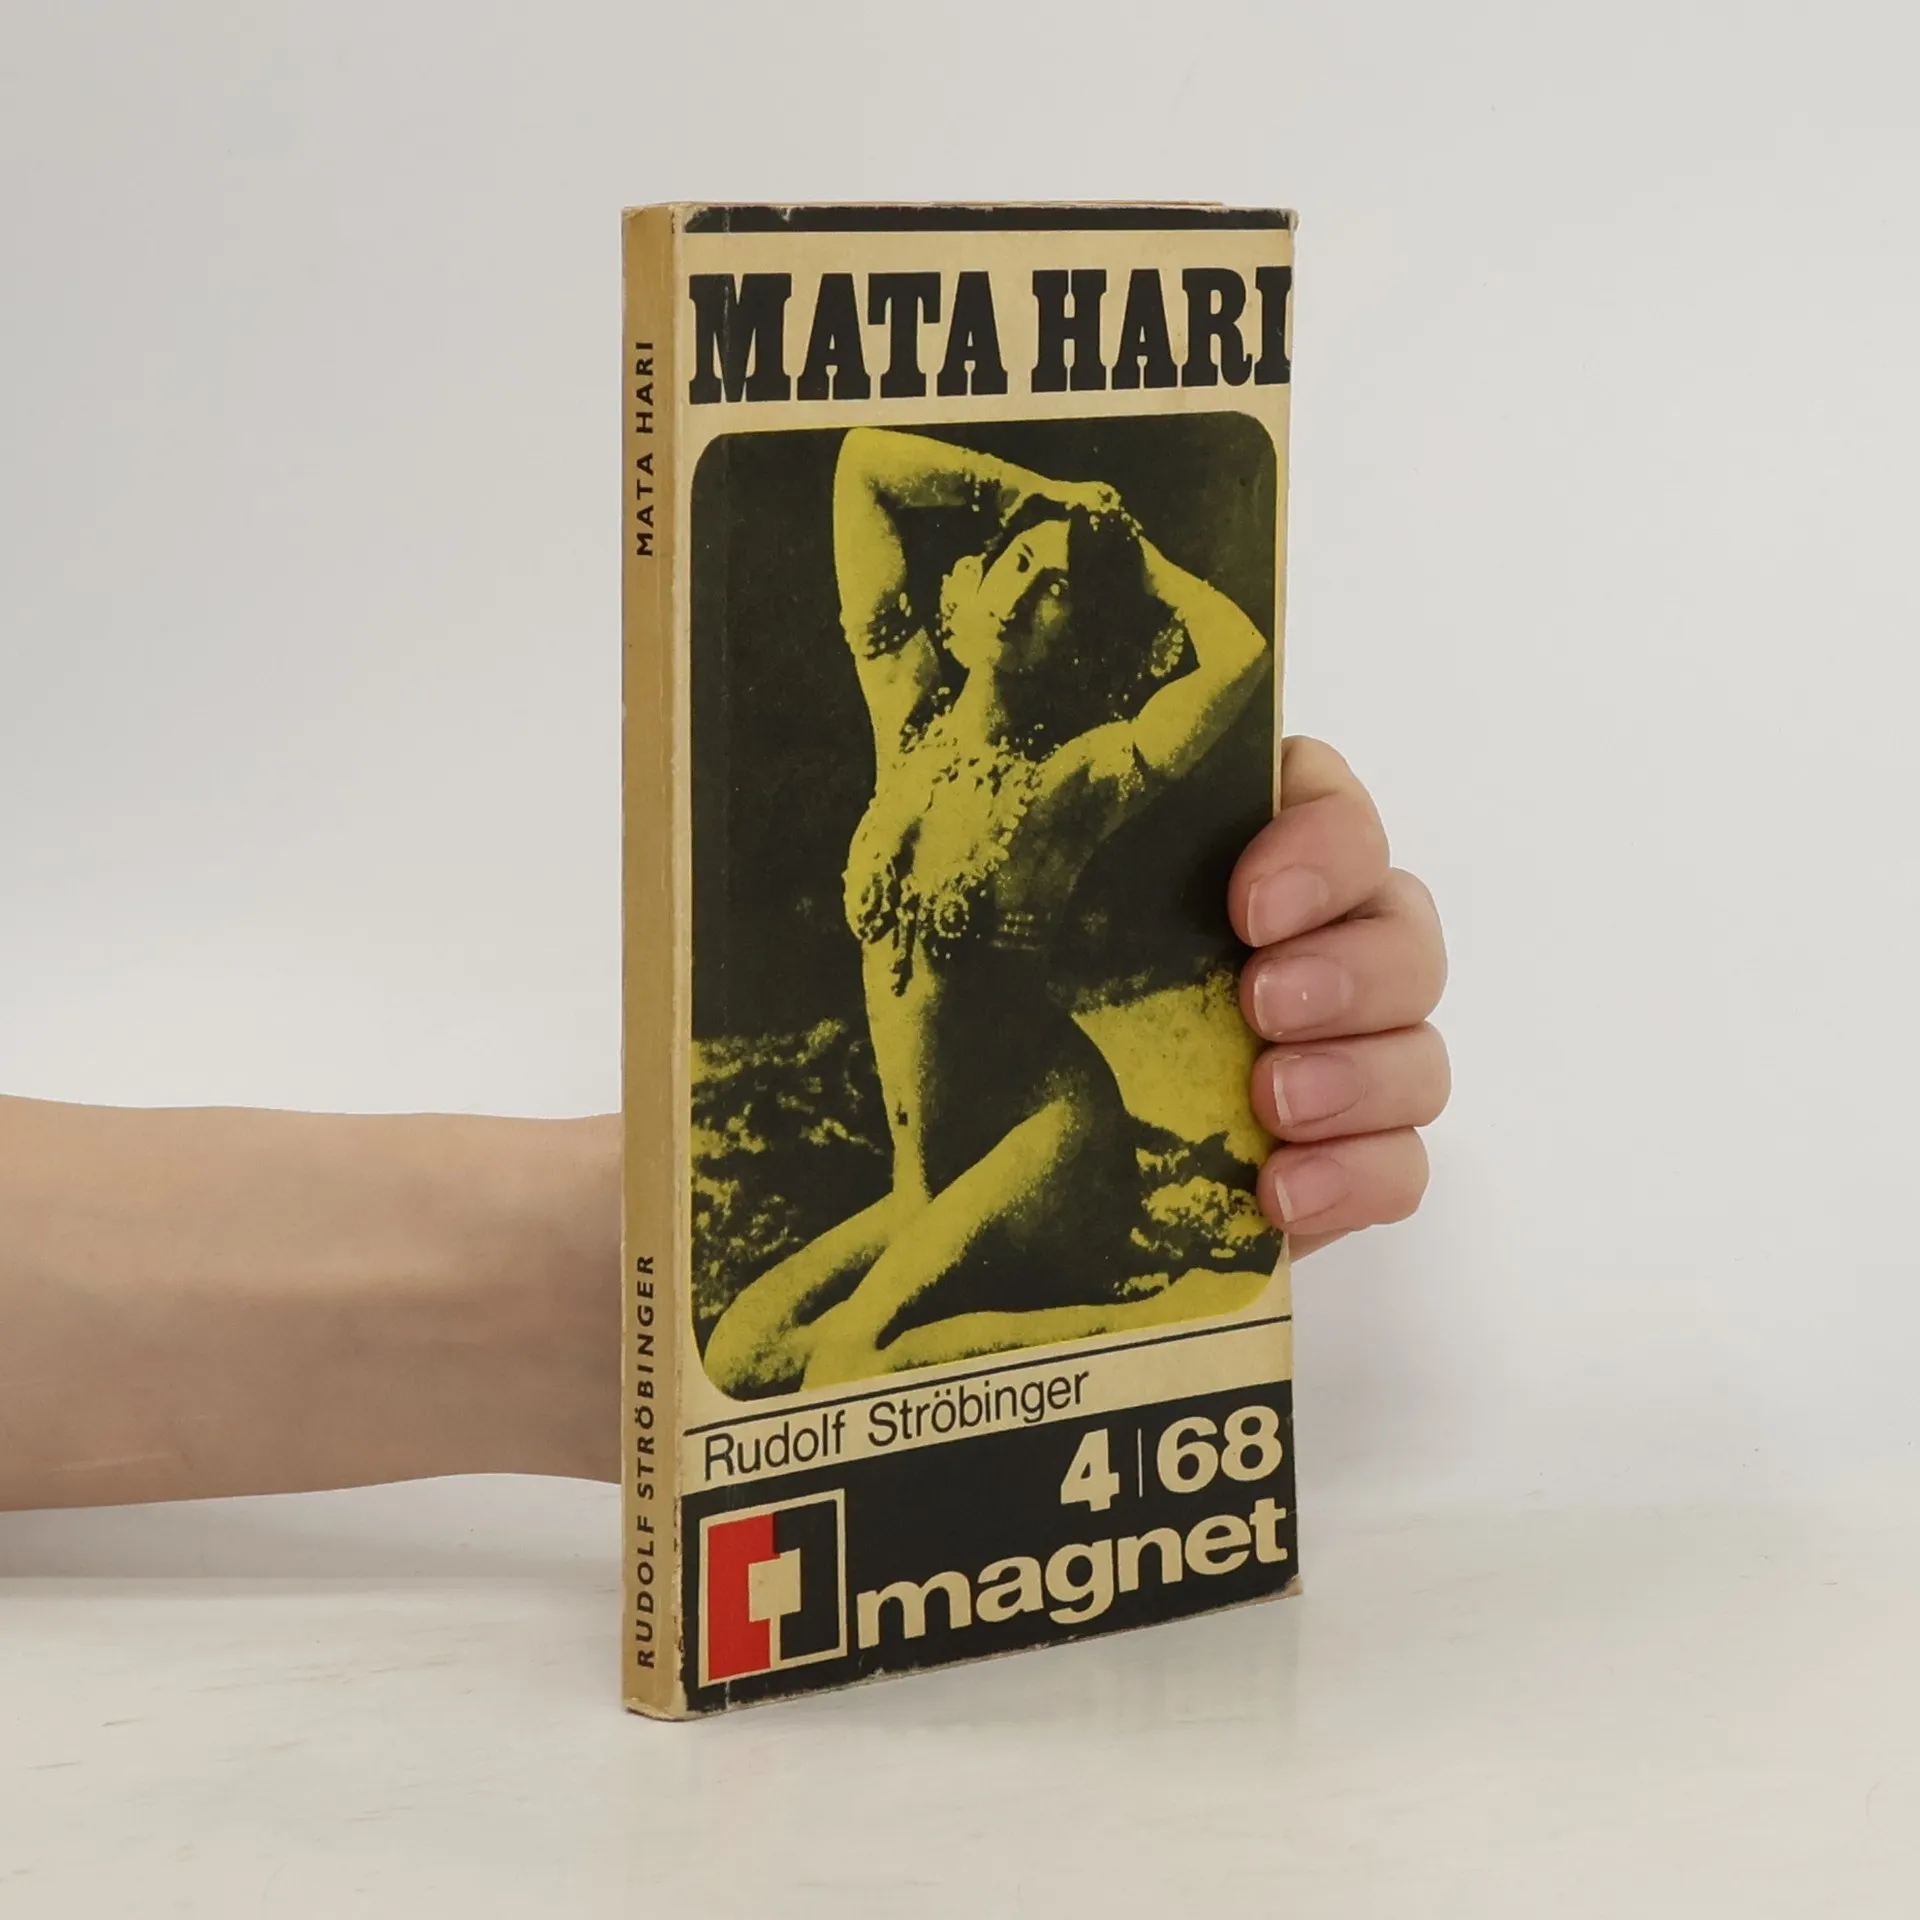 MATA HARI
RUDOLF STRÖBINGER
MATA HARI
Rudolf Ströbinger
4|68
magnet